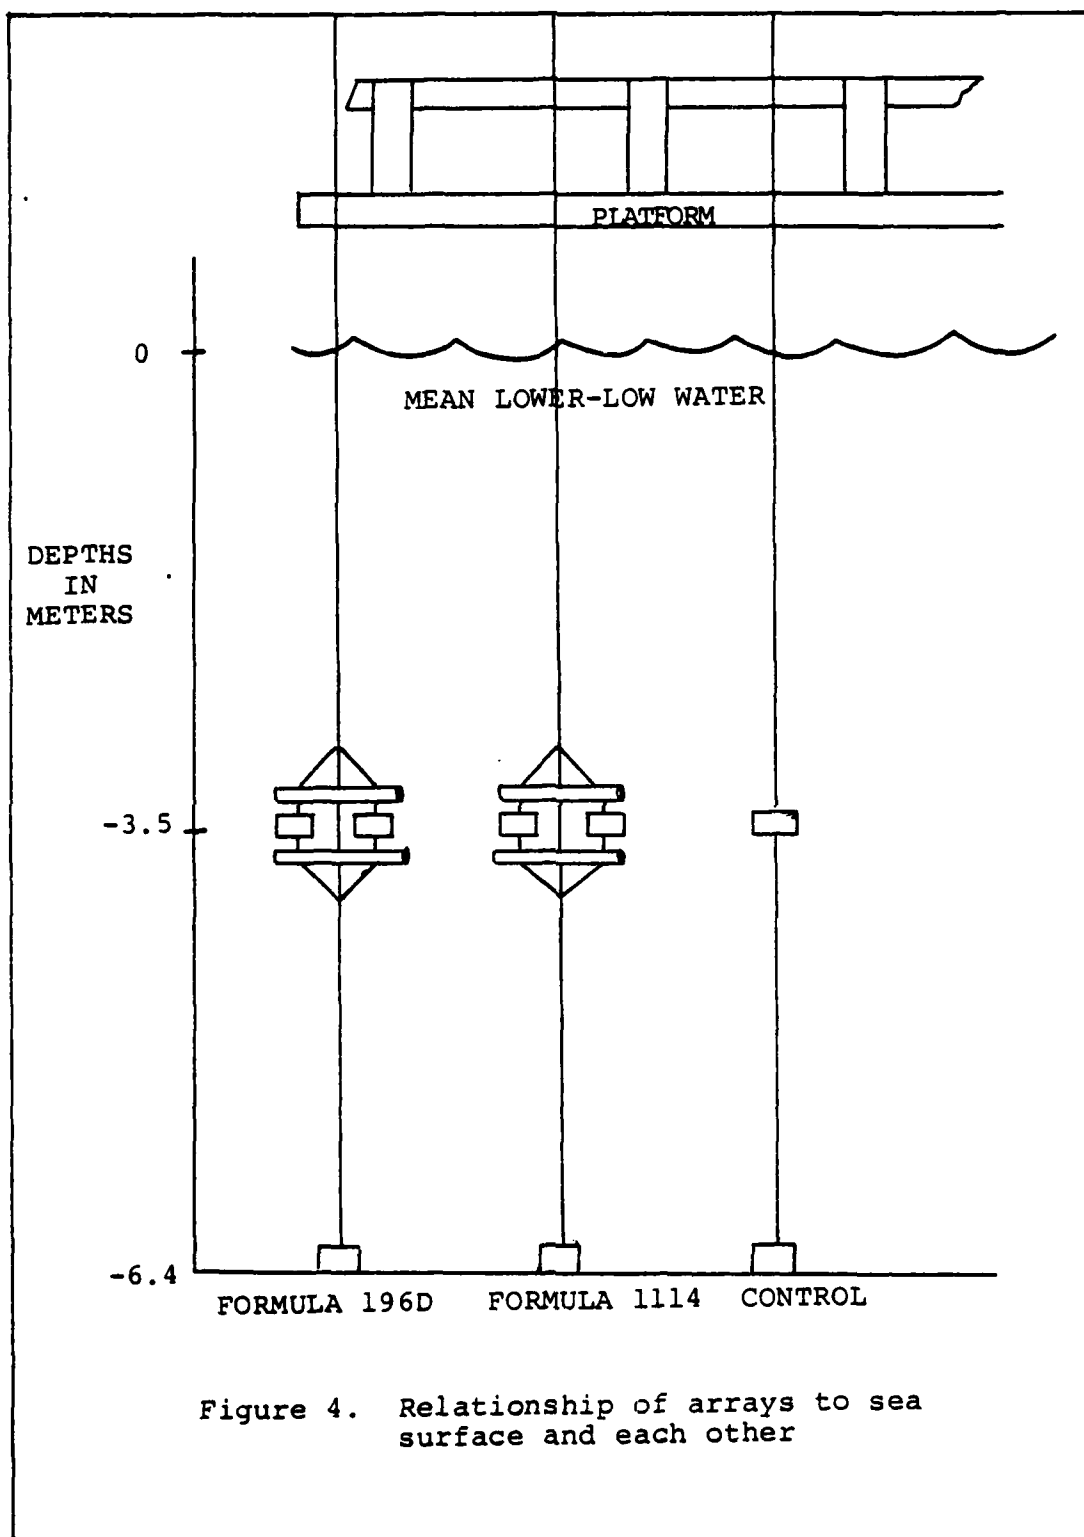 PLATFORM
0
MEAN LOWER-LOW WATER
DEPTHS
IN
METERS
-3.5
-6.4
FORMULA 196D
FORMULA 1114
CONTROL
Figure 4. Relationship of arrays to sea
surface and each other